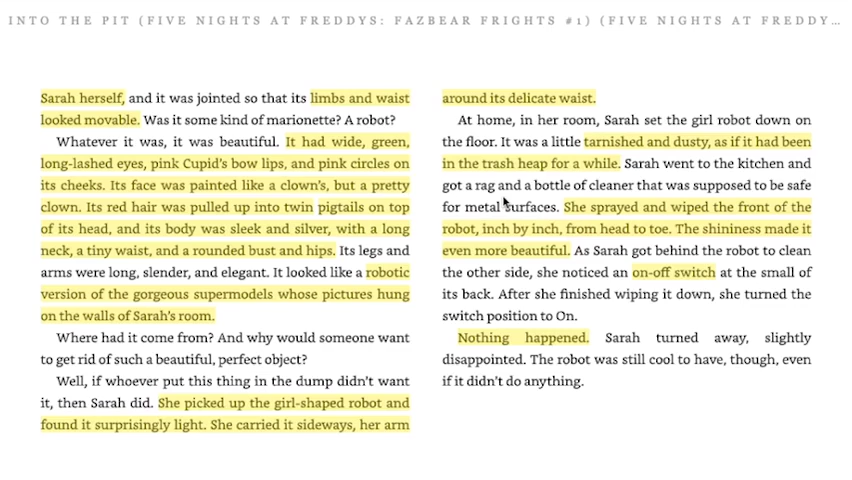 INTO THE PIT (FIVE NIGHTS AT FREDDYS: FAZBEAR FRIGHTS #1) (FIVE NIGHTS AT FREDDY...
Sarah herself, and it was jointed so that its limbs and waist
looked movable. Was it some kind of marionette? A robot?
Whatever it was, it was beautiful. It had wide, green,
long-lashed eyes, pink Cupid's bow lips, and pink circles on
its cheeks. Its face was painted like a clown's, but a pretty
clown. Its red hair was pulled up into twin pigtails on top
of its head, and its body was sleek and silver, with a long
neck, a tiny waist, and a rounded bust and hips. Its legs and
arms were long, slender, and elegant. It looked like a robotic
version of the gorgeous supermodels whose pictures hung
on the walls of Sarah's room.
Where had it come from? And why would someone want
to get rid of such a beautiful, perfect object?
Well, if whoever put this thing in the dump didn't want
it, then Sarah did. She picked up the girl-shaped robot and
found it surprisingly light. She carried it sideways, her arm
around its delicate waist.
At home, in her room, Sarah set the girl robot down on
the floor. It was a little tarnished and dusty, as if it had been
in the trash heap for a while. Sarah went to the kitchen and
got a rag and a bottle of cleaner that was supposed to be safe
for metal surfaces. She sprayed and wiped the front of the
robot, inch by inch, from head to toe. The shininess made it
even more beautiful. As Sarah got behind the robot to clean
the other side, she noticed an on-off switch at the small of
its back. After she finished wiping it down, she turned the
switch position to On.
Nothing happened. Sarah turned away, slightly
disappointed. The robot was still cool to have, though, even
if it didn't do anything.